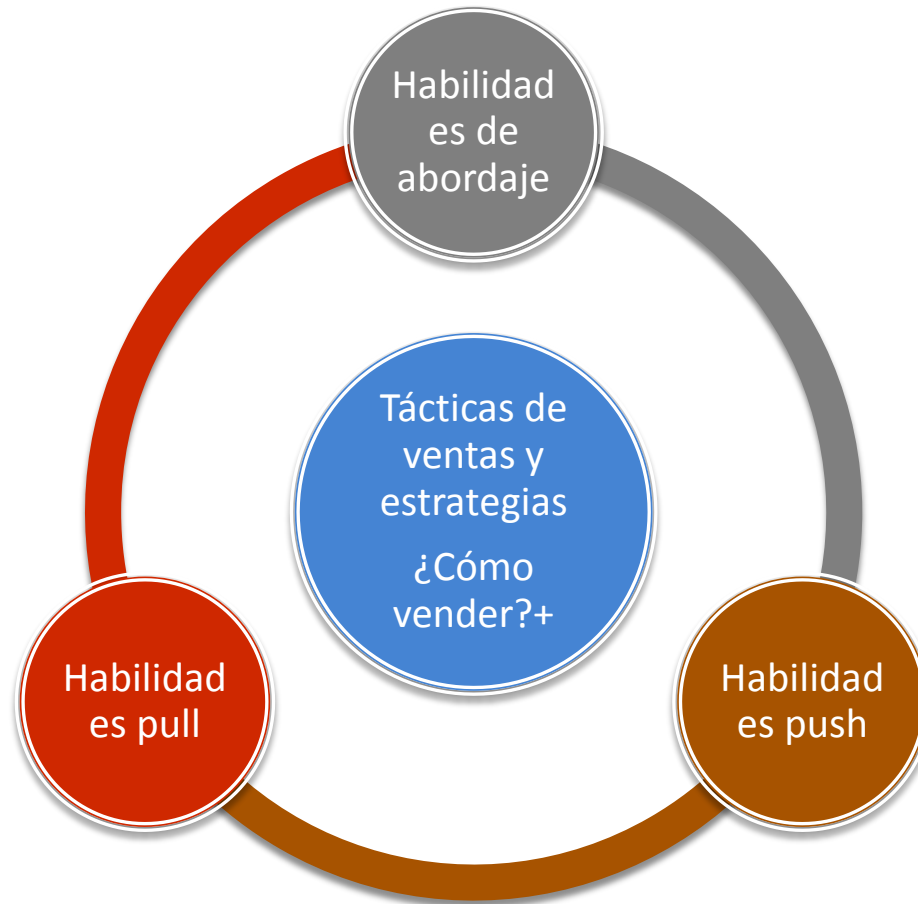 Habilidad
es de
abordaje
Tácticas de
ventas y
estrategias
¿Cómo
vender?+
Habilidad
es pull
Habilidad
es push